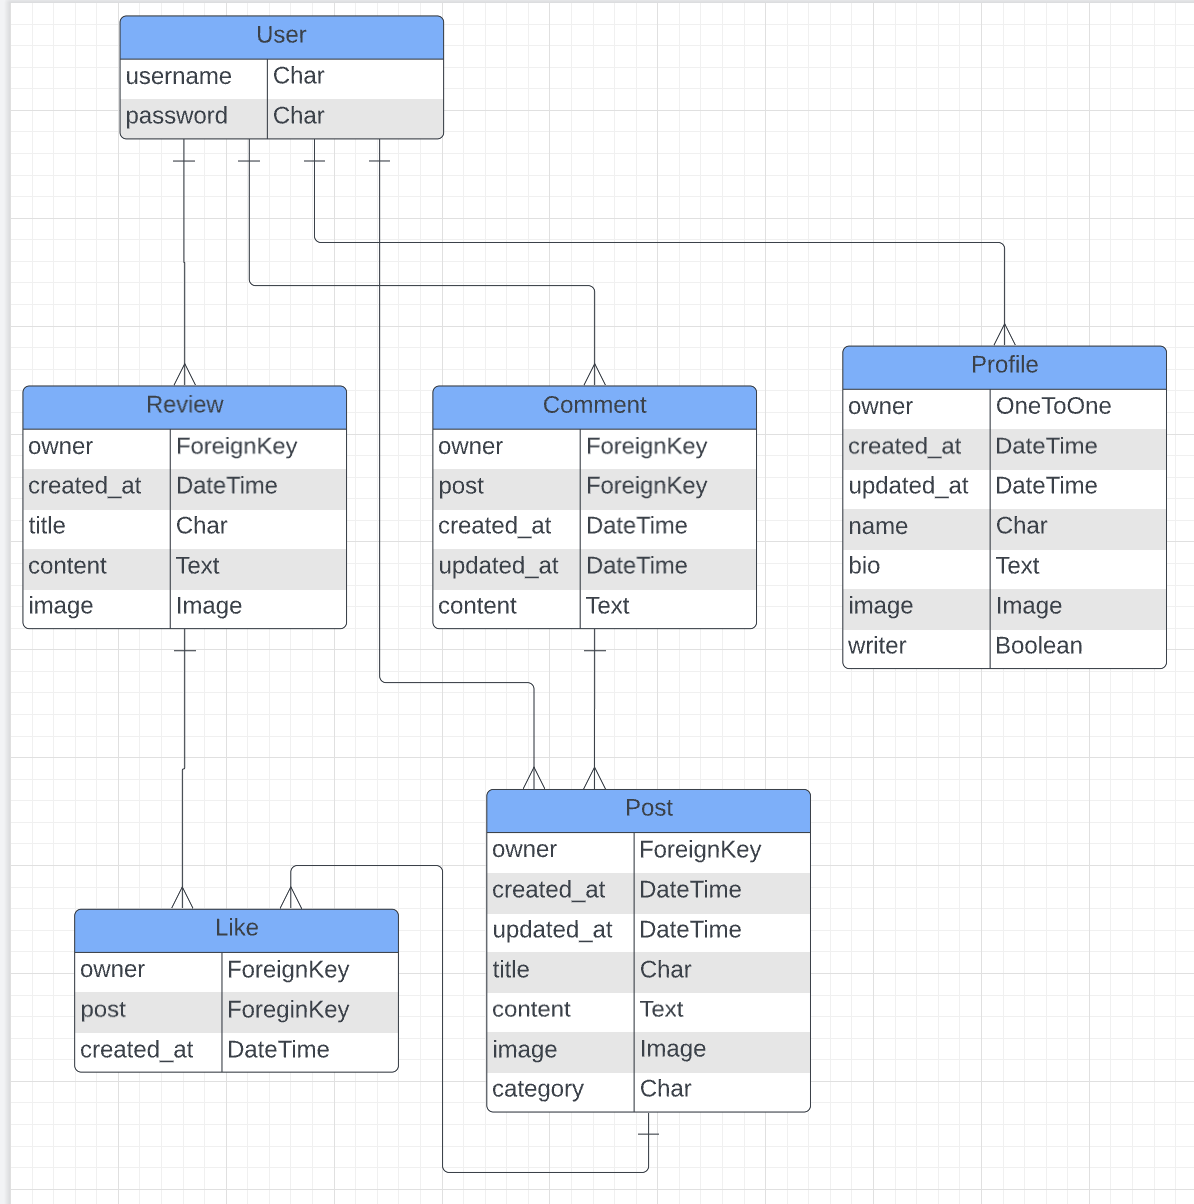 User
username Char
password Char
Review
owner ForeignKey
created_at DateTime
title Char
content Text
image Image
Comment
owner ForeignKey
post ForeignKey
created_at DateTime
updated_at DateTime
content Text
Profile
owner OneToOne
created_at DateTime
updated_at DateTime
name Char
bio Text
image Image
writer Boolean
Like
owner ForeignKey
post ForeginKey
created_at DateTime
Post
owner ForeignKey
created_at DateTime
updated_at DateTime
title Char
content Text
image Image
category Char